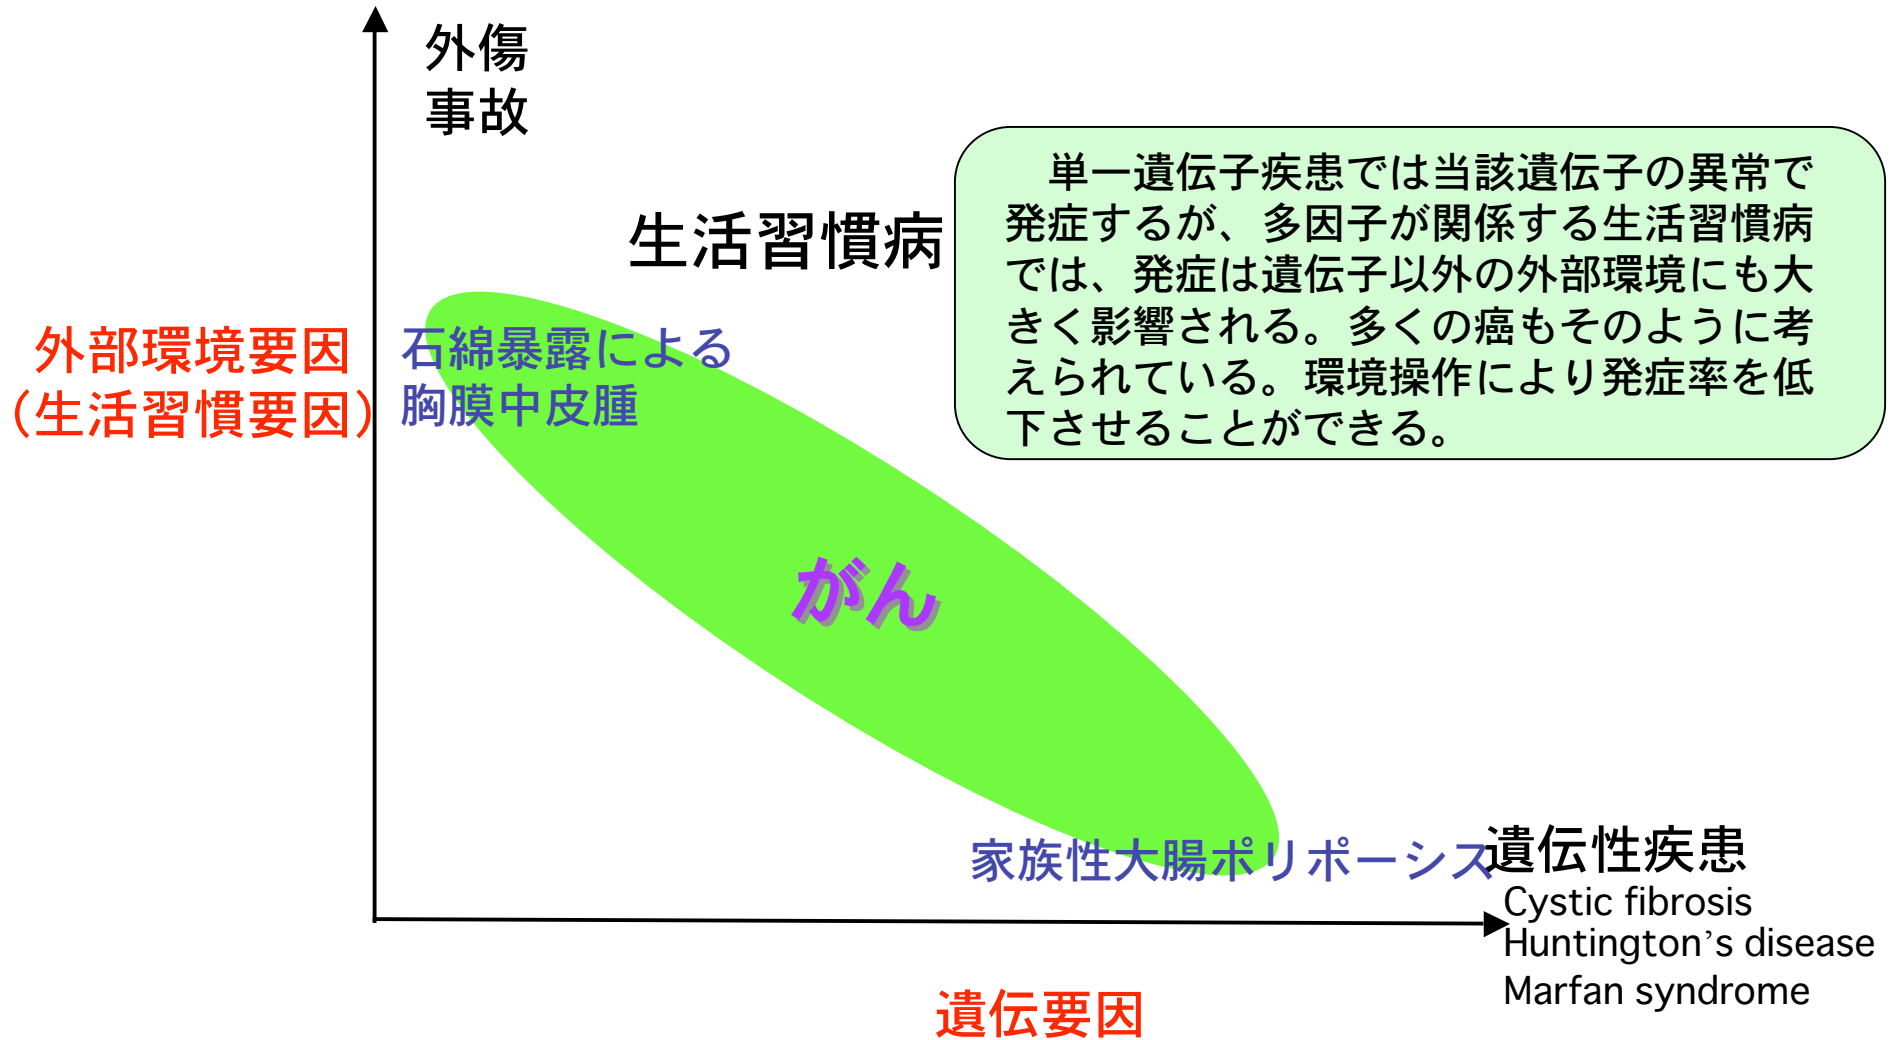 外傷
事故
生活習慣病
　単一遺伝子疾患では当該遺伝子の異常で
発症するが、多因子が関係する生活習慣病
では、発症は遺伝子以外の外部環境にも大
きく影響される。多くの癌もそのように考
えられている。環境操作により発症率を低
下させることができる。
外部環境要因
（生活習慣要因）
石綿暴露による
胸膜中皮腫
がん
家族性大腸ポリポーシス
遺伝性疾患
Cystic fibrosis
Huntington’s disease
Marfan syndrome
遺伝要因